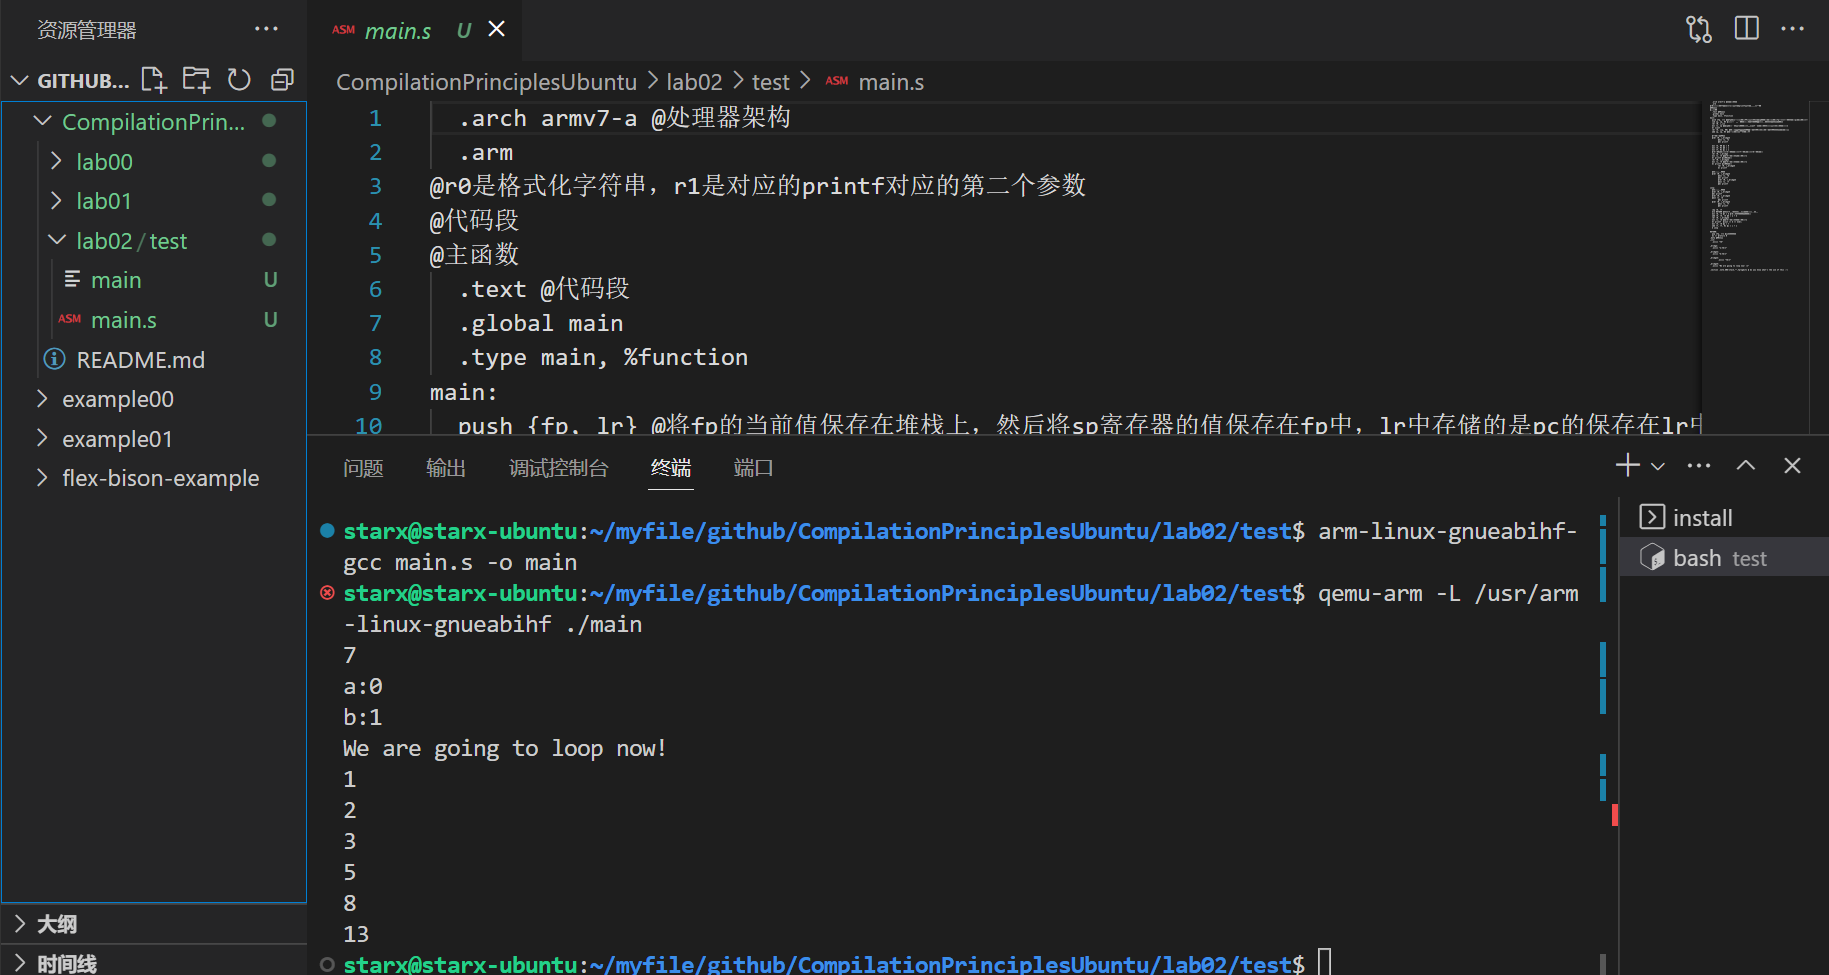 资源管理器
GITHUB...
CompilationPrin...
lab00
lab01
lab02 / test
main U
ASM main.s U
README.md
example00
example01
flex-bison-example
大纲
时间线
ASM main.s U
CompilationPrinciplesUbuntu > lab02 > test > ASM main.s
1 .arch armv7-a @处理器架构
2 .arm
3 @r0是格式化字符串，r1是对应的printf对应的第二个参数
4 @代码段
5 @主函数
6 .text @代码段
7 .global main
8 .type main, %function
9 main:
10 push {fp, lr} @将fp的当前值保存在堆栈上，然后将sp寄存器的值保存在fp中，lr中存储的是pc的保存在lr中
问题 输出 调试控制台 终端 端口
starx@starx-ubuntu:~/myfile/github/CompilationPrinciplesUbuntu/lab02/test$ arm-linux-gnueabihf-
gcc main.s -o main
starx@starx-ubuntu:~/myfile/github/CompilationPrinciplesUbuntu/lab02/test$ qemu-arm -L /usr/arm
-linux-gnueabihf ./main
7
a:0
b:1
We are going to loop now!
1
2
3
5
8
13
starx@starx-ubuntu:~/myfile/github/CompilationPrinciplesUbuntu/lab02/test$
install
bash test